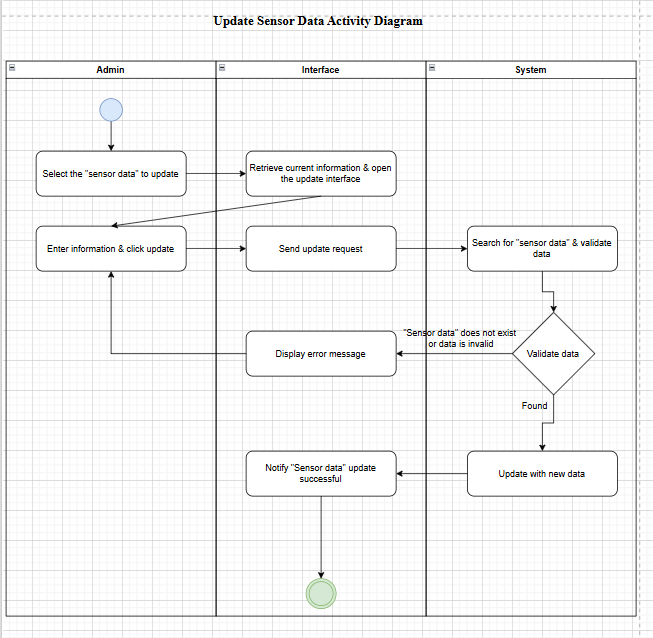 Update Sensor Data Activity Diagram
Admin
Interface
System
Select the "sensor data" to update
Retrieve current information & open
the update interface
Enter information & click update
Send update request
Search for "sensor data" & validate
data
"Sensor data" does not exist
or data is invalid
Display error message
Validate data
Found
Notify "Sensor data" update
successful
Update with new data